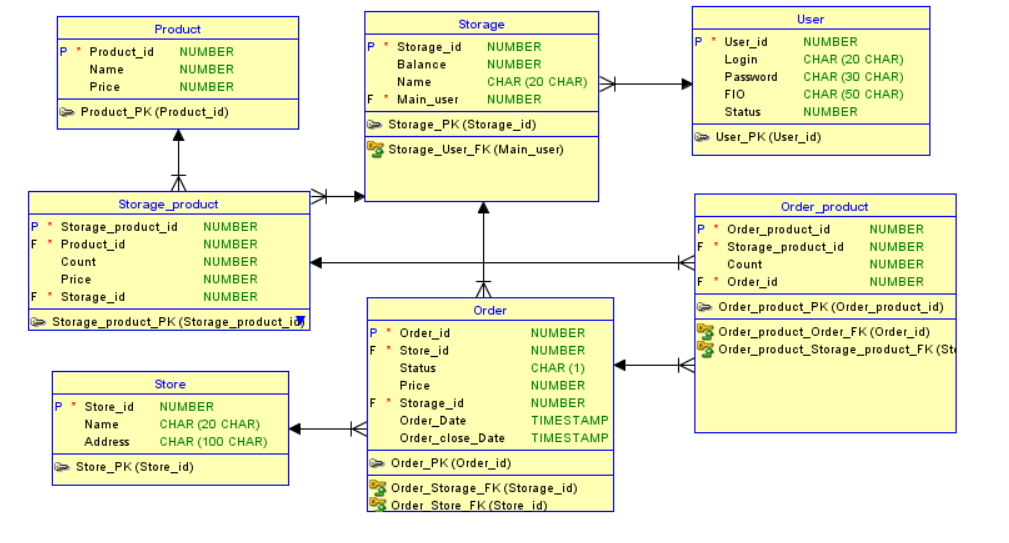 Product
P * Product_id NUMBER
Name NUMBER
Price NUMBER
Product_PK (Product_id)
Storage
P * Storage_id NUMBER
Balance NUMBER
Name CHAR (20 CHAR)
F * Main_user NUMBER
Storage_PK (Storage_id)
Storage_User_FK (Main_user)
User
P * User_id NUMBER
Login CHAR (20 CHAR)
Password CHAR (30 CHAR)
FIO CHAR (50 CHAR)
Status NUMBER
User_PK (User_id)
Storage_product
P * Storage_product_id NUMBER
F * Product_id NUMBER
Count NUMBER
Price NUMBER
F * Storage_id NUMBER
Storage_product_PK (Storage_product_id)
Order_product
P * Order_product_id NUMBER
F * Storage_product_id NUMBER
Count NUMBER
F * Order_id NUMBER
Order_product_PK (Order_product_id)
Order_product_Order_FK (Order_id)
Order_product_Storage_product_FK (Sto
Order
P * Order_id NUMBER
F * Store_id NUMBER
Status CHAR (1)
Price NUMBER
F * Storage_id NUMBER
Order_Date TIMESTAMP
Order_close_Date TIMESTAMP
Order_PK (Order_id)
Order_Storage_FK (Storage_id)
Order_Store_FK (Store_id)
Store
P * Store_id NUMBER
Name CHAR (20 CHAR)
Address CHAR (100 CHAR)
Store_PK (Store_id)